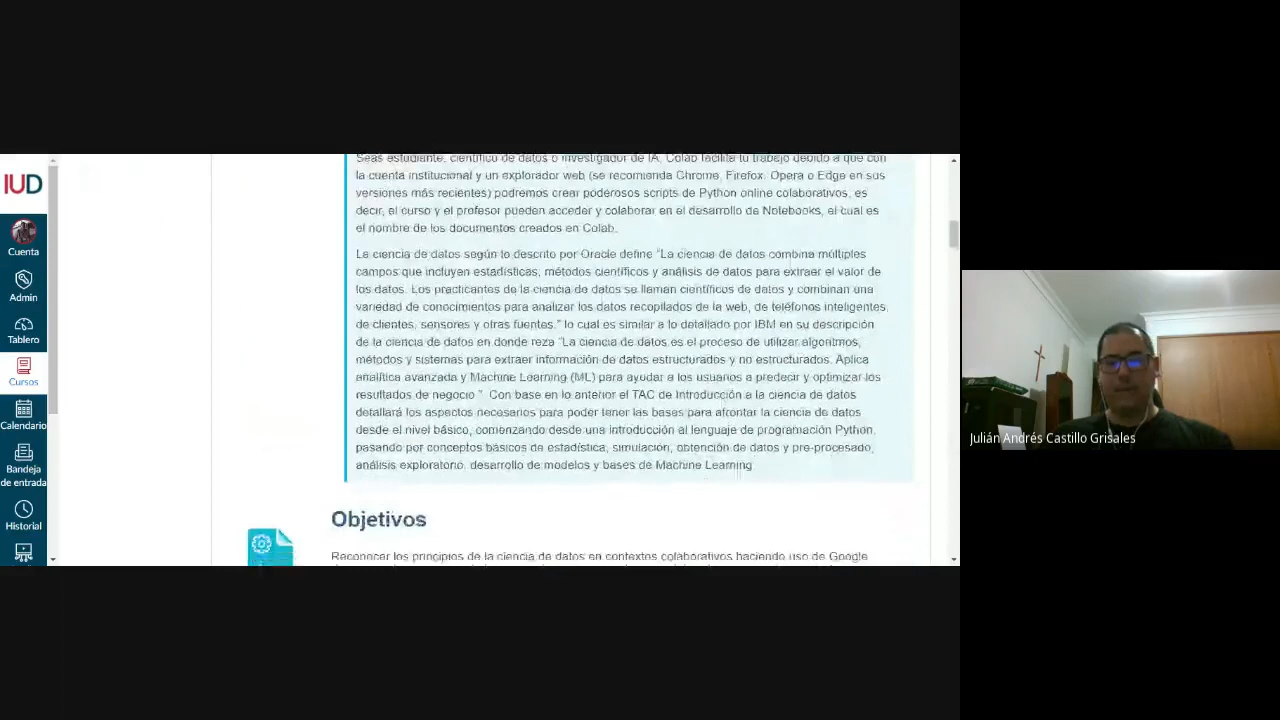 IUD
Cuenta
Admin
Tablero
Cursos
Calendario
Bandeja
de entrada
Historial
Seas estudiante, científico de datos o investigador de IA, Colab facilita tu trabajo debido a que con
la cuenta institucional y un explorador web (se recomienda Chrome, Firefox, Opera o Edge en sus
versiones más recientes) podremos crear poderosos scripts de Python online colaborativos, es
decir, el curso y el profesor pueden acceder y colaborar en el desarrollo de Notebooks, el cual es
el nombre de los documentos creados en Colab.
La ciencia de datos según lo descrito por Oracle define "La ciencia de datos combina múltiples
campos que incluyen estadísticas, métodos científicos y análisis de datos para extraer el valor de
los datos. Los practicantes de la ciencia de datos se llaman científicos de datos y combinan una
variedad de conocimientos para analizar los datos recopilados de la web, de teléfonos inteligentes,
de clientes, sensores y otras fuentes." lo cual es similar a lo detallado por IBM en su descripción
de la ciencia de datos en donde reza "La ciencia de datos es el proceso de utilizar algoritmos,
métodos y sistemas para extraer información de datos estructurados y no estructurados. Aplica
analítica avanzada y Machine Learning (ML) para ayudar a los usuarios a predecir y optimizar los
resultados de negocio." Con base en lo anterior el TAC de Introducción a la ciencia de datos
detallará los aspectos necesarios para poder tener las bases para afrontar la ciencia de datos
desde el nivel básico, comenzando desde una introducción al lenguaje de programación Python,
pasando por conceptos básicos de estadística, simulación, obtención de datos y pre-procesado,
análisis exploratorio, desarrollo de modelos y bases de Machine Learning
Objetivos
Reconocer los principios de la ciencia de datos en contextos colaborativos haciendo uso de Google
Julián Andrés Castillo Grisales